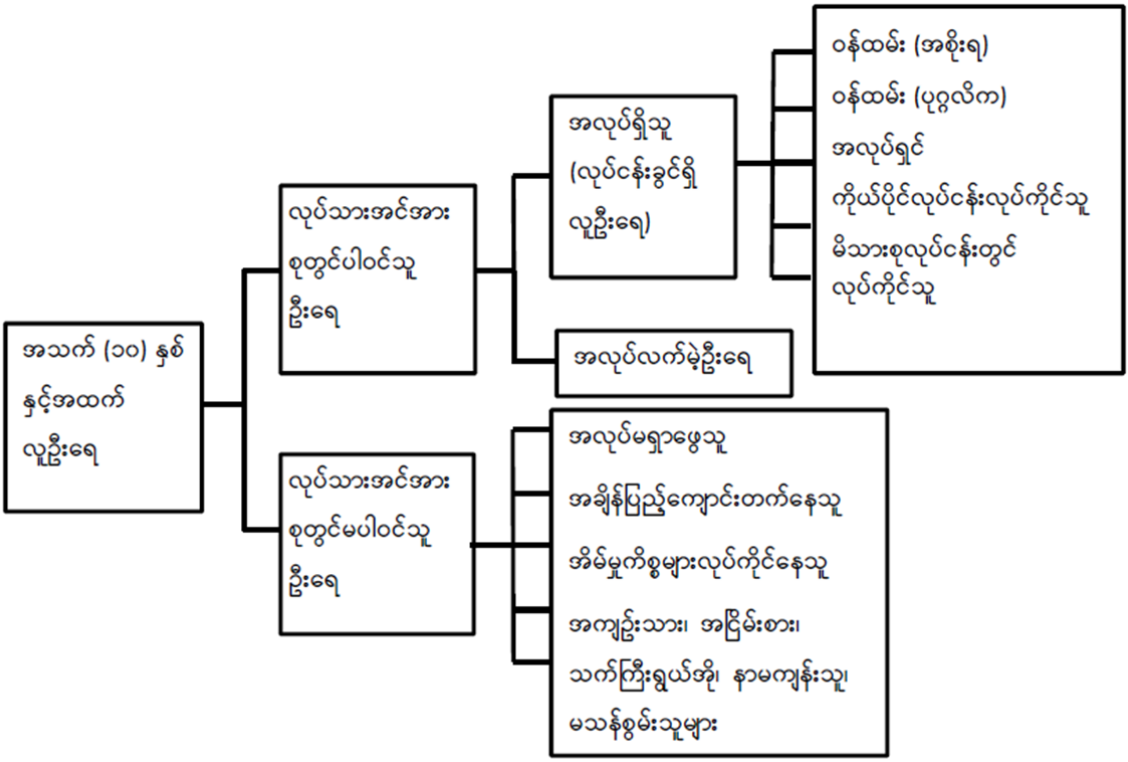 အသက် (၁၀) နှစ်
နှင့်အထက်
လူဦးရေ
လုပ်သားအင်အား
စုတွင်ပါဝင်သူ
ဦးရေ
လုပ်သားအင်အား
စုတွင်မပါဝင်သူ
ဦးရေ
အလုပ်ရှိသူ
(လုပ်ငန်းခွင်ရှိ
လူဦးရေ)
အလုပ်လက်မဲ့ဦးရေ
ဝန်ထမ်း (အစိုးရ)
ဝန်ထမ်း (ပုဂ္ဂလိက)
အလုပ်ရှင်
ကိုယ်ပိုင်လုပ်ငန်းလုပ်ကိုင်သူ
မိသားစုလုပ်ငန်းတွင်
လုပ်ကိုင်သူ
အလုပ်မရှာဖွေသူ
အချိန်ပြည့်ကျောင်းတက်နေသူ
အိမ်မှုကိစ္စများလုပ်ကိုင်နေသူ
အကျဉ်းသား၊ အငြိမ်းစား၊
သက်ကြီးရွယ်အို၊ နာမကျန်းသူ၊
မသန်စွမ်းသူများ